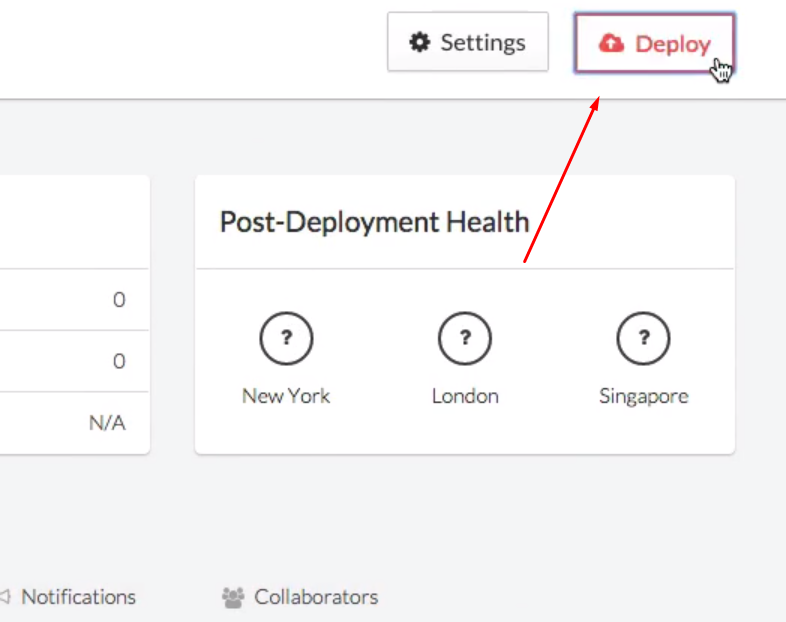 Settings
Deploy
Post-Deployment Health
0
0
N/A
?
?
?
New York
London
Singapore
Notifications
Collaborators